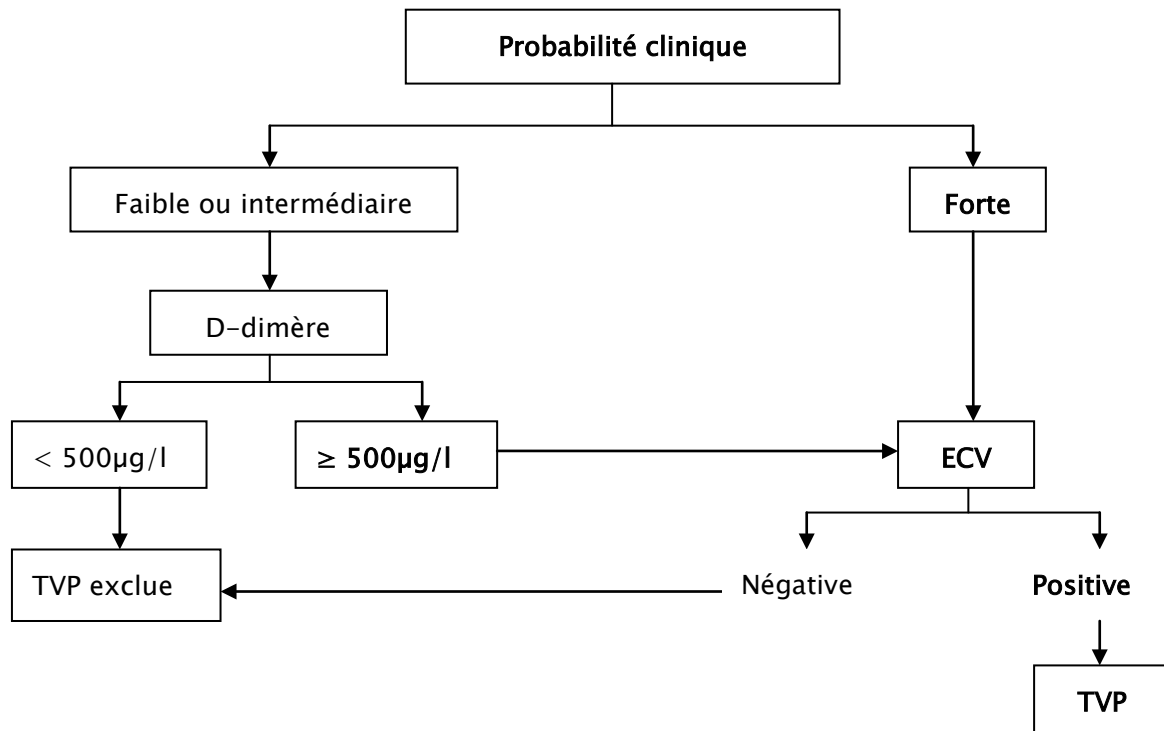 Probabilité clinique
Faible ou intermédiaire
Forte
D-dimère
< 500µg/l
≥ 500µg/l
ECV
TVP exclue
Négative
Positive
TVP